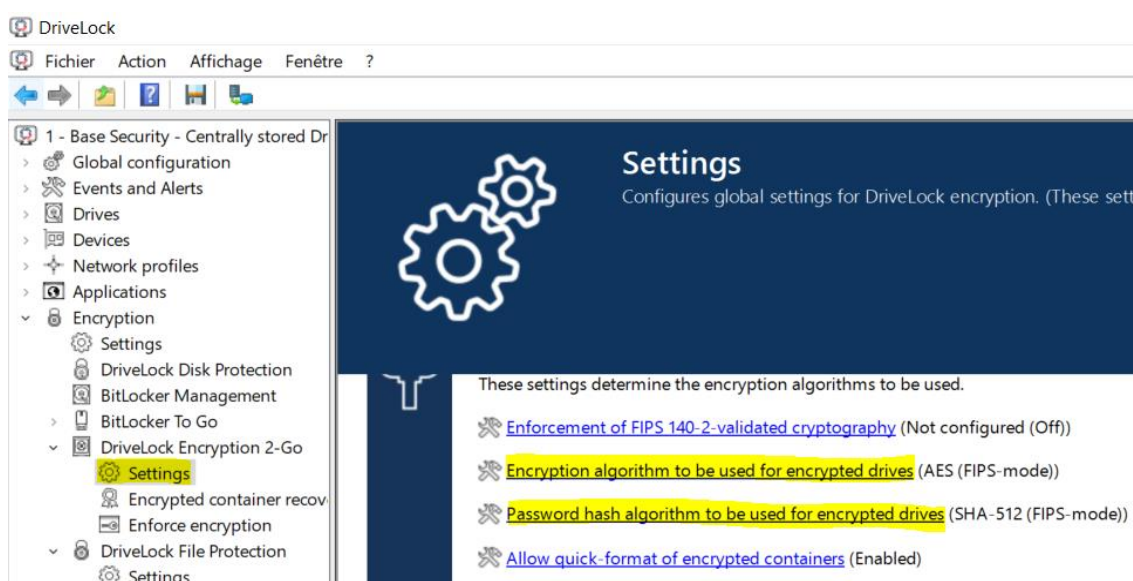 DriveLock
Fichier Action Affichage Fenêtre ?
1 - Base Security - Centrally stored Dr
Global configuration
Events and Alerts
Drives
Devices
Network profiles
Applications
Encryption
Settings
DriveLock Disk Protection
BitLocker Management
BitLocker To Go
DriveLock Encryption 2-Go
Settings
Encrypted container recov
Enforce encryption
DriveLock File Protection
Settings
Settings
Configures global settings for DriveLock encryption. (These sett
These settings determine the encryption algorithms to be used.
Enforcement of FIPS 140-2-validated cryptography (Not configured (Off))
Encryption algorithm to be used for encrypted drives (AES (FIPS-mode))
Password hash algorithm to be used for encrypted drives (SHA-512 (FIPS-mode))
Allow quick-format of encrypted containers (Enabled)